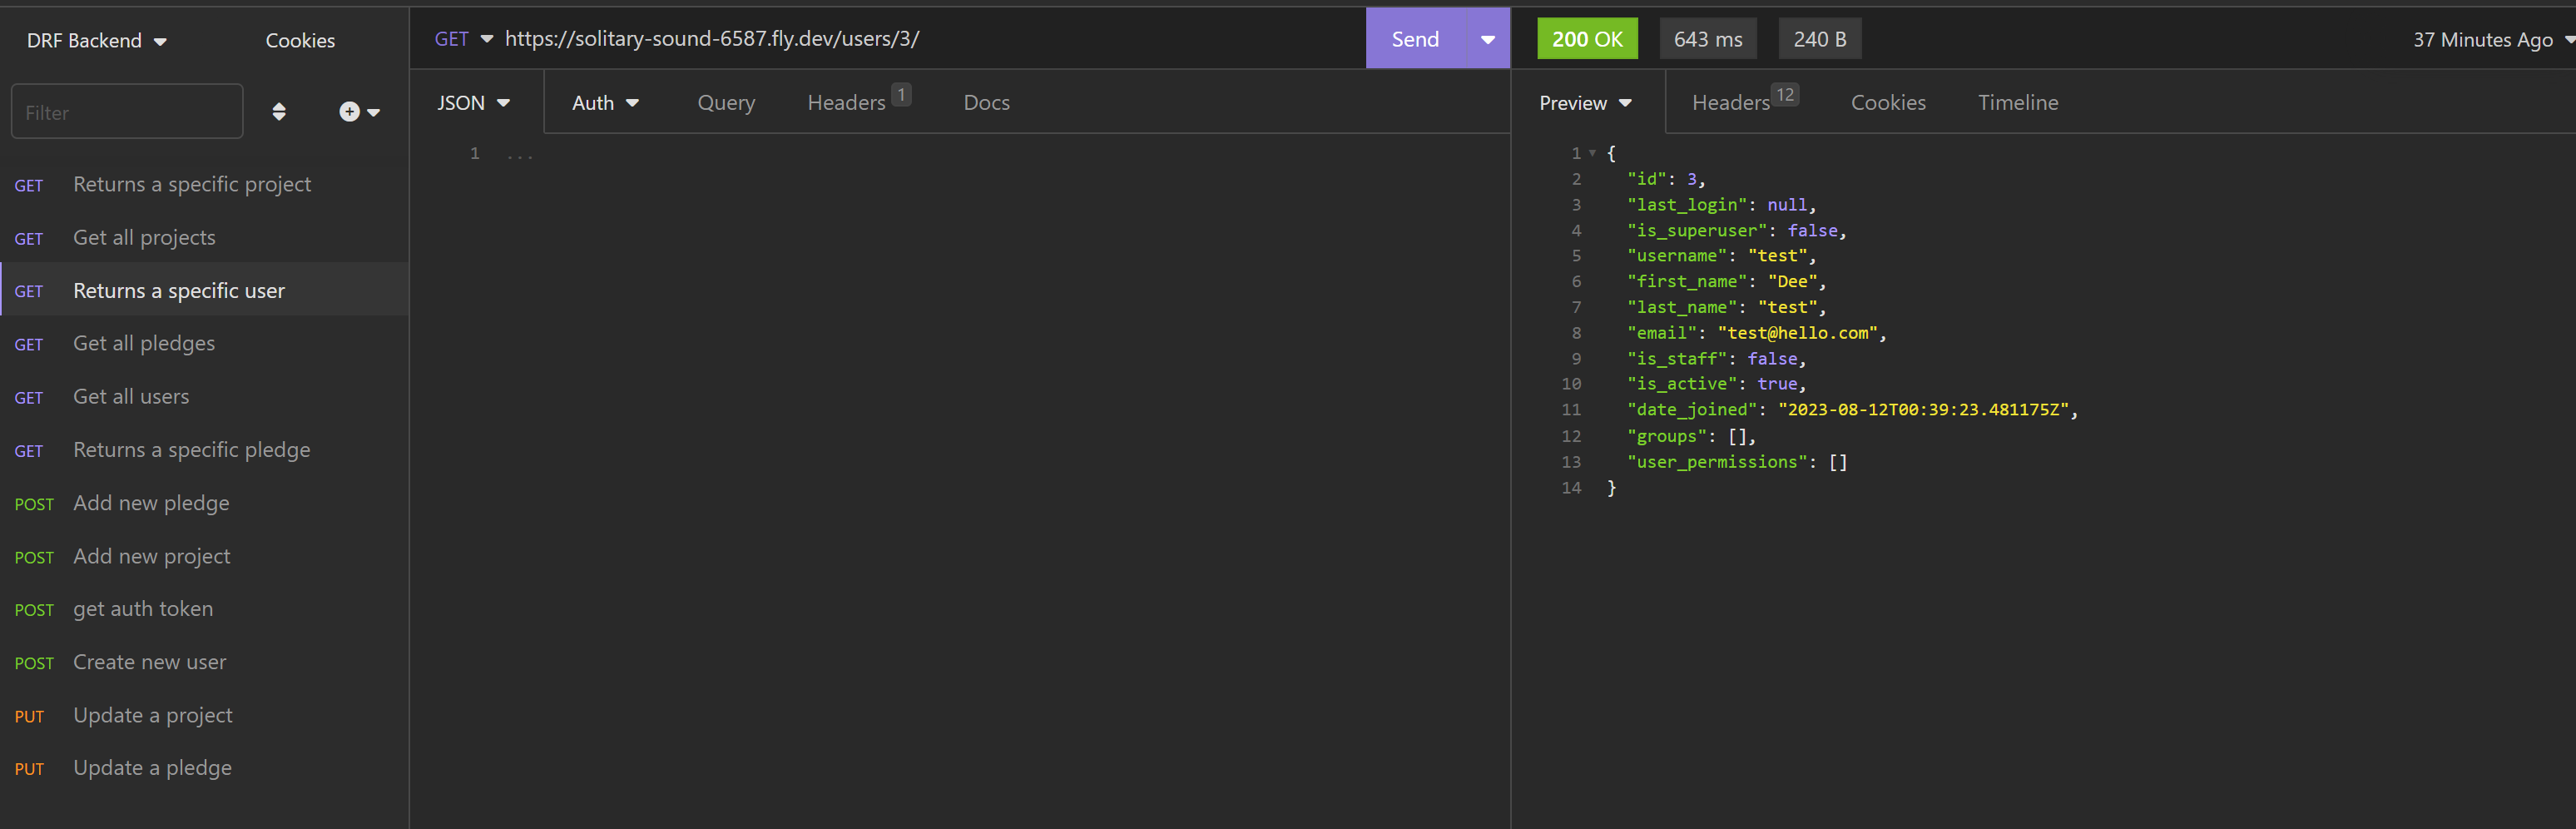 DRF Backend Cookies
Filter
GET Returns a specific project
GET Get all projects
GET Returns a specific user
GET Get all pledges
GET Get all users
GET Returns a specific pledge
POST Add new pledge
POST Add new project
POST get auth token
POST Create new user
PUT Update a project
PUT Update a pledge
GET https://solitary-sound-6587.fly.dev/users/3/ Send
JSON Auth Query Headers 1 Docs
1 ...
200 OK 643 ms 240 B 37 Minutes Ago
Preview Headers 12 Cookies Timeline
1 {
2 "id": 3,
3 "last_login": null,
4 "is_superuser": false,
5 "username": "test",
6 "first_name": "Dee",
7 "last_name": "test",
8 "email": "test@hello.com",
9 "is_staff": false,
10 "is_active": true,
11 "date_joined": "2023-08-12T00:39:23.481175Z",
12 "groups": [],
13 "user_permissions": []
14 }